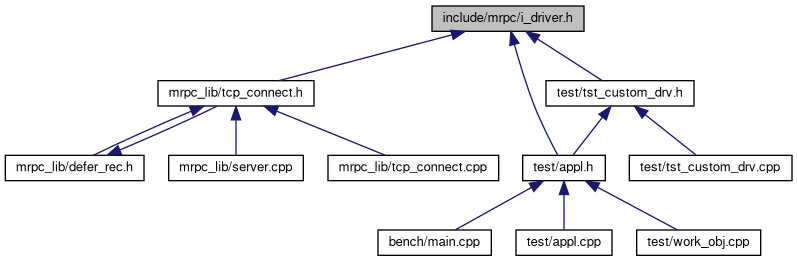 include/mrpc/i_driver.h
mrpc_lib/tcp_connect.h
test/tst_custom_drv.h
mrpc_lib/defer_rec.h
mrpc_lib/server.cpp
mrpc_lib/tcp_connect.cpp
test/appl.h
test/tst_custom_drv.cpp
bench/main.cpp
test/appl.cpp
test/work_obj.cpp